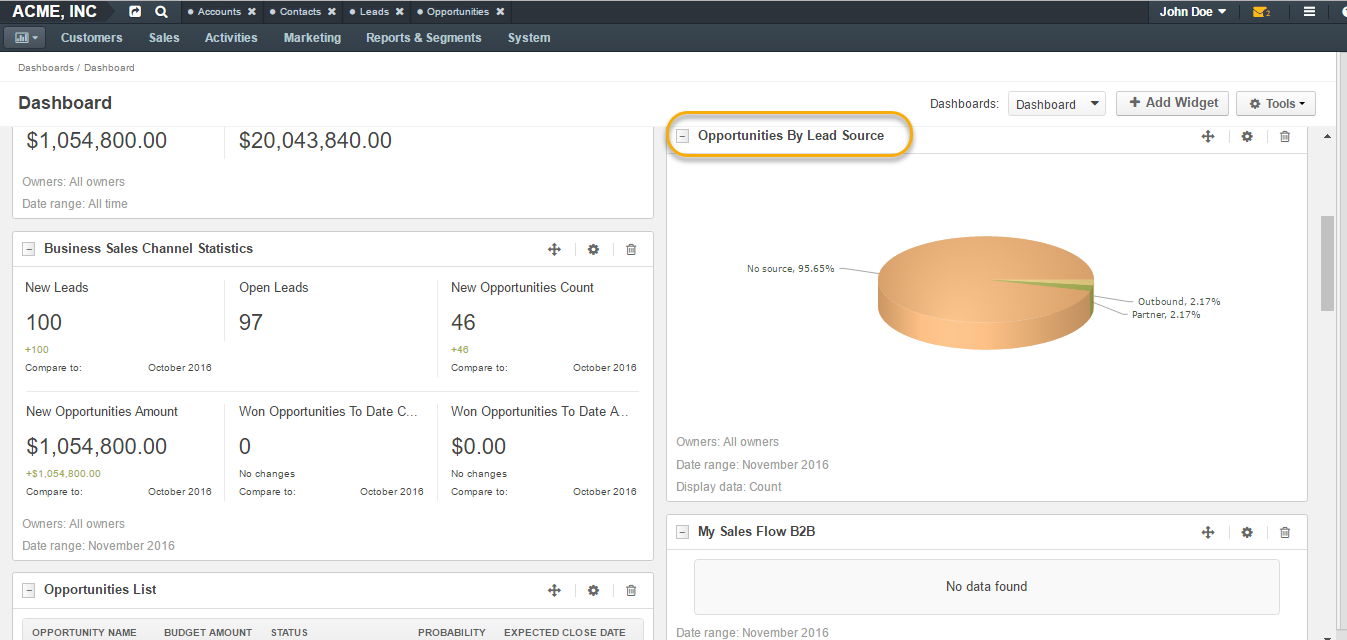 ACME, INC Accounts Contacts Leads Opportunities John Doe 2
Customers Sales Activities Marketing Reports & Segments System
Dashboards / Dashboard
Dashboard Dashboards: Dashboard Add Widget Tools
$1,054,800.00 $20,043,840.00
Owners: All owners
Date range: All time
Business Sales Channel Statistics
New Leads Open Leads New Opportunities Count
100 97 46
+100 +46
Compare to: October 2016 Compare to: October 2016
New Opportunities Amount Won Opportunities To Date C... Won Opportunities To Date A...
$1,054,800.00 0 $0.00
+$1,054,800.00 No changes No changes
Compare to: October 2016 Compare to: October 2016 Compare to: October 2016
Owners: All owners
Date range: November 2016
Opportunities List
OPPORTUNITY NAME BUDGET AMOUNT STATUS PROBABILITY EXPECTED CLOSE DATE
Opportunities By Lead Source
No source, 95.65%
Outbound, 2.17%
Partner, 2.17%
Owners: All owners
Date range: November 2016
Display data: Count
My Sales Flow B2B
No data found
Date range: November 2016